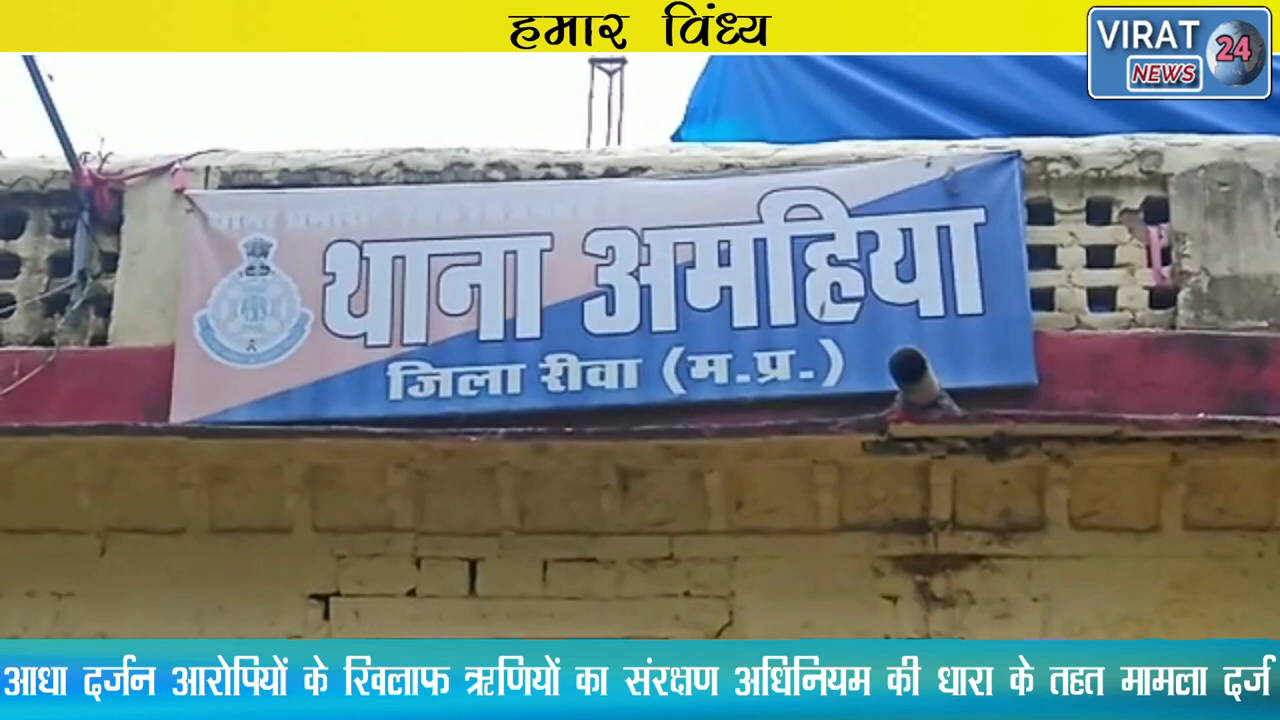 हमार विंध्य
VIRAT
24
NEWS
थाना अमहिया
जिला रीवा (म.प्र.)
आधा दर्जन आरोपियों के खिलाफ ऋणियों का संरक्षण अधिनियम की धारा के तहत मामला दर्ज